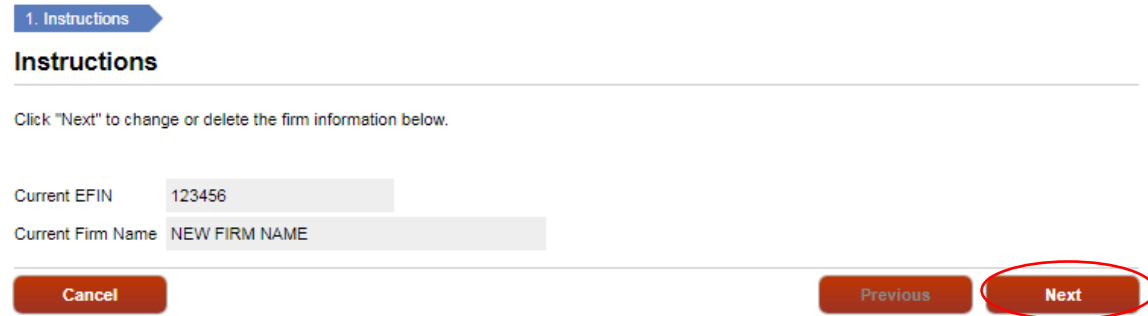 1. Instructions
Instructions
Click "Next" to change or delete the firm information below.
Current EFIN 123456
Current Firm Name NEW FIRM NAME
Cancel Previous Next